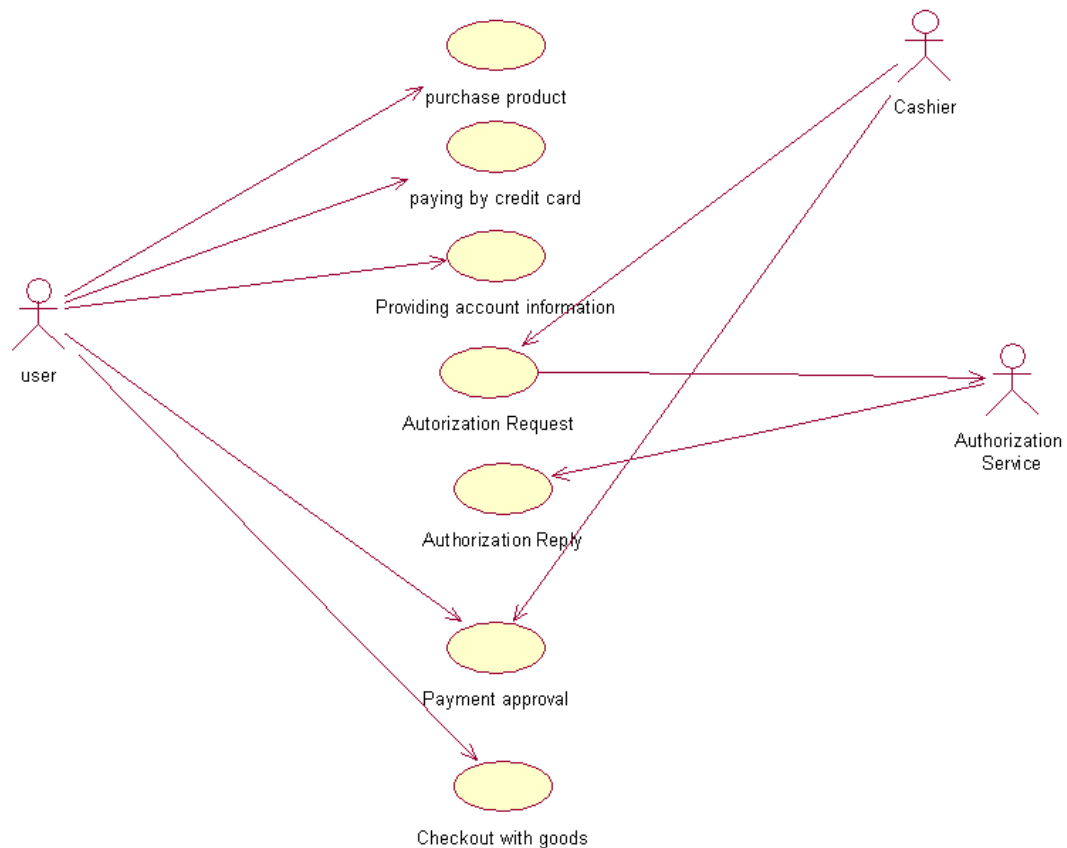 purchase product
Cashier
paying by credit card
Providing account information
user
Autorization Request
Authorization
Service
Authorization Reply
Payment approval
Checkout with goods